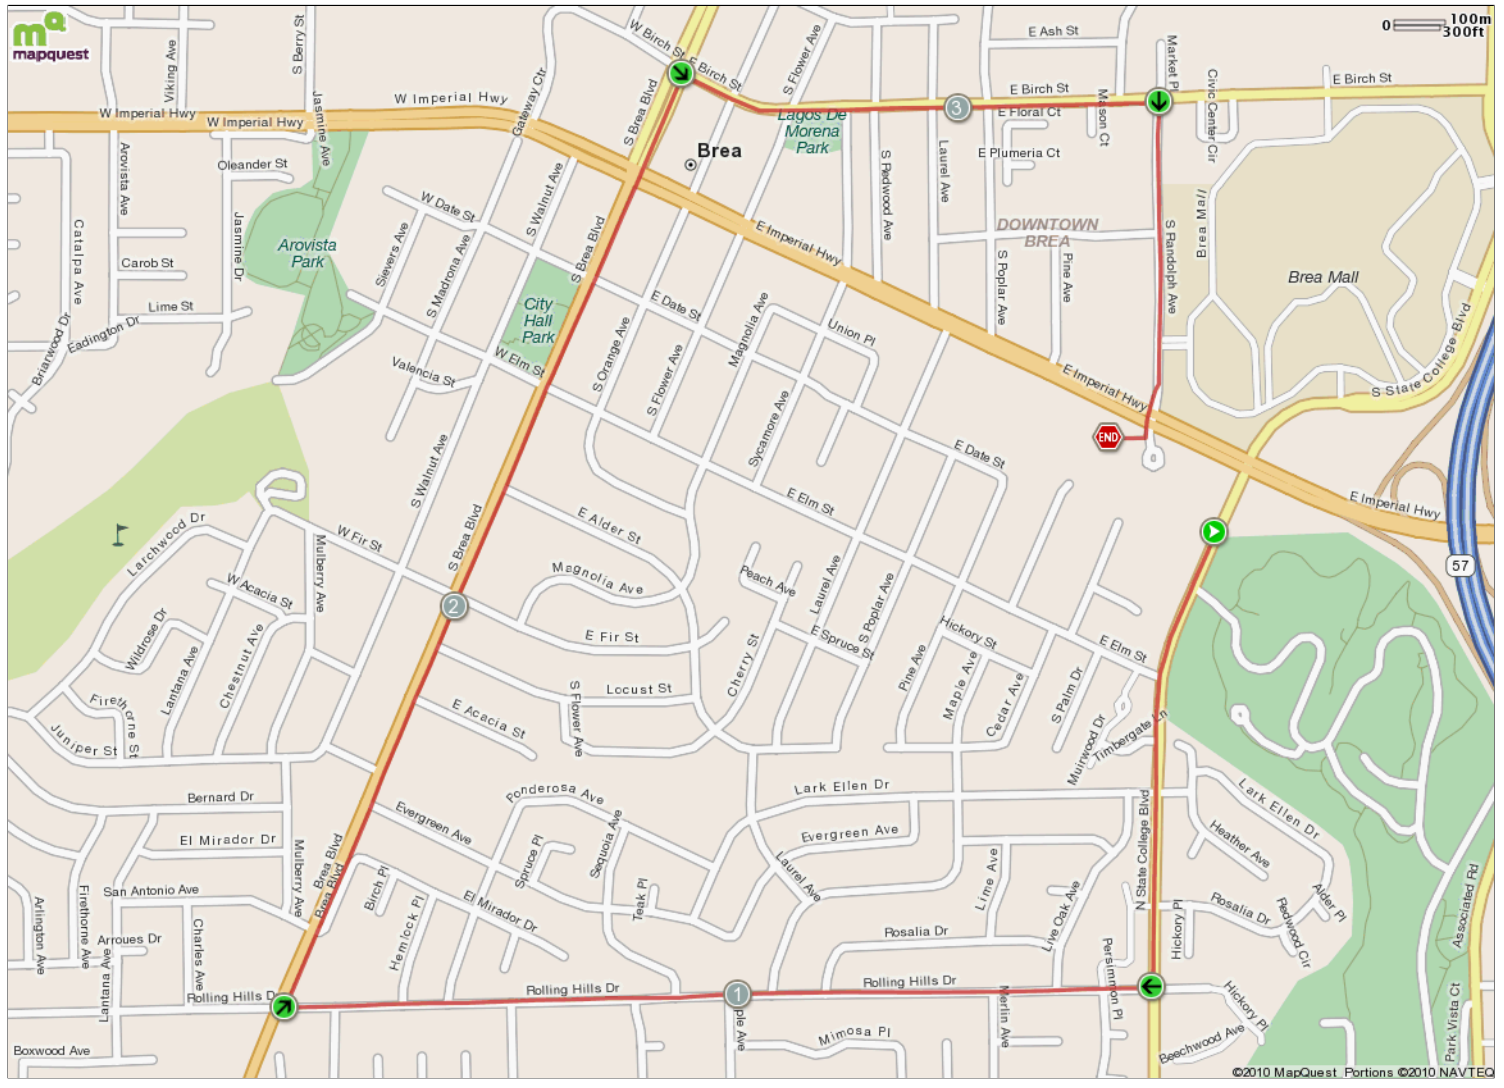 mapquest
0
100m
300ft
W Birch St
E Birch St
E Ash St
Market Pl
E Birch St
E Birch St
Civic Center Cir
Viking Ave
S Berry St
Gateway Ctr
S Flower Ave
W Imperial Hwy
W Imperial Hwy
W Imperial Hwy
S Brea Blvd
3
E Floral Ct
Mason Ct
Lagos De
Morena
Park
Brea
E Plumeria Ct
Jasmine Ave
Oleander St
Arovista Ave
S Walnut Ave
W Date St
S Redwood Ave
Laurel Ave
Brea Mall
Catalpa Ave
Jasmine Dr
Arovista
Park
Sievers Ave
S Madrona Ave
S Brea Blvd
E Imperial Hwy
DOWNTOWN
BREA
S Randolph Ave
Brea Mall
Carob St
Lime St
Eadington Dr
Briarwood Dr
City
Hall
Park
E Date St
S Poplar Ave
Pine Ave
Magnolia Ave
Union Pl
S Orange Ave
S Flower Ave
W Elm St
Valencia St
E Imperial Hwy
S State College Blvd
END
Sycamore Ave
E Date St
S Walnut Ave
E Elm St
E Imperial Hwy
Larchwood Dr
W Fir St
Mulberry Ave
S Brea Blvd
E Alder St
57
Magnolia Ave
Peach Ave
Laurel Ave
S Poplar Ave
W Acacia St
2
E Fir St
E Spruce St
Hickory St
E Elm St
Wildrose Dr
Lantana Ave
Chestnut Ave
Cherry St
Pine Ave
Maple Ave
Cedar Ave
S Palm Dr
Locust St
Firethorne St
Juniper St
E Acacia St
S Flower Ave
Muirwood Dr
Timbergate Ln
Bernard Dr
Ponderosa Ave
Lark Ellen Dr
Lark Ellen Dr
Evergreen Ave
Evergreen Ave
El Mirador Dr
Mulberry Ave
Brea Blvd
Brea Blvd
Spruce Pl
Sequoia Ave
Laurel Ave
Lime Ave
N State College Blvd
Heather Ave
San Antonio Ave
Birch Pl
Hemlock Pl
El Mirador Dr
Teak Pl
Live Oak Ave
Alder Pl
Rosalia Dr
Redwood Cir
Hickory Pl
Associated Rd
Arlington Ave
Firethorne Ave
Arroues Dr
Charles Ave
Lantana Ave
Rosalia Dr
Persimmon Pl
Rolling Hills D
Rolling Hills Dr
1
Rolling Hills Dr
Merlin Ave
Hickory Pl
Beechwood Ave
Park Vista Ct
ple Ave
Mimosa Pl
Boxwood Ave
©2010 MapQuest Portions ©2010 NAVTEQ